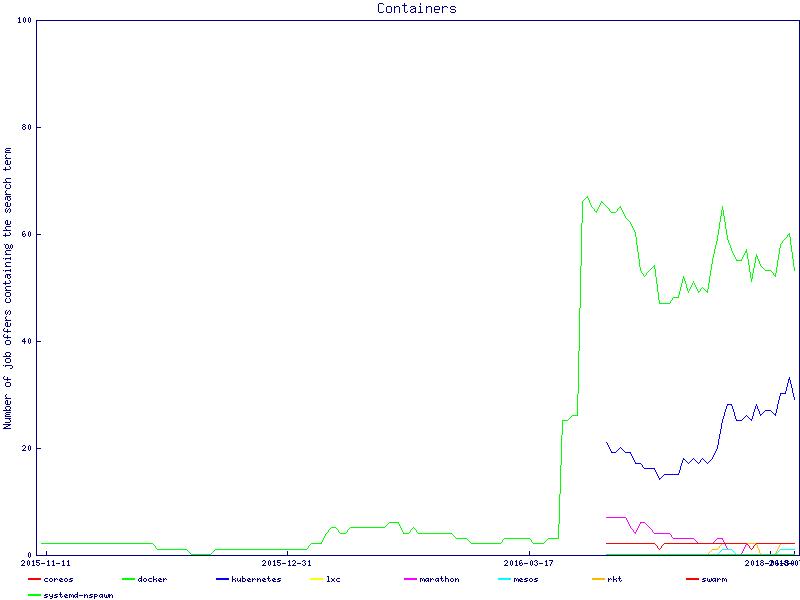 Containers
Number of job offers containing the search term
100
80
60
40
20
0
2015-11-11 2015-12-31 2016-03-17
coreos docker kubernetes lxc marathon mesos rkt swarm
systemd-nspawn